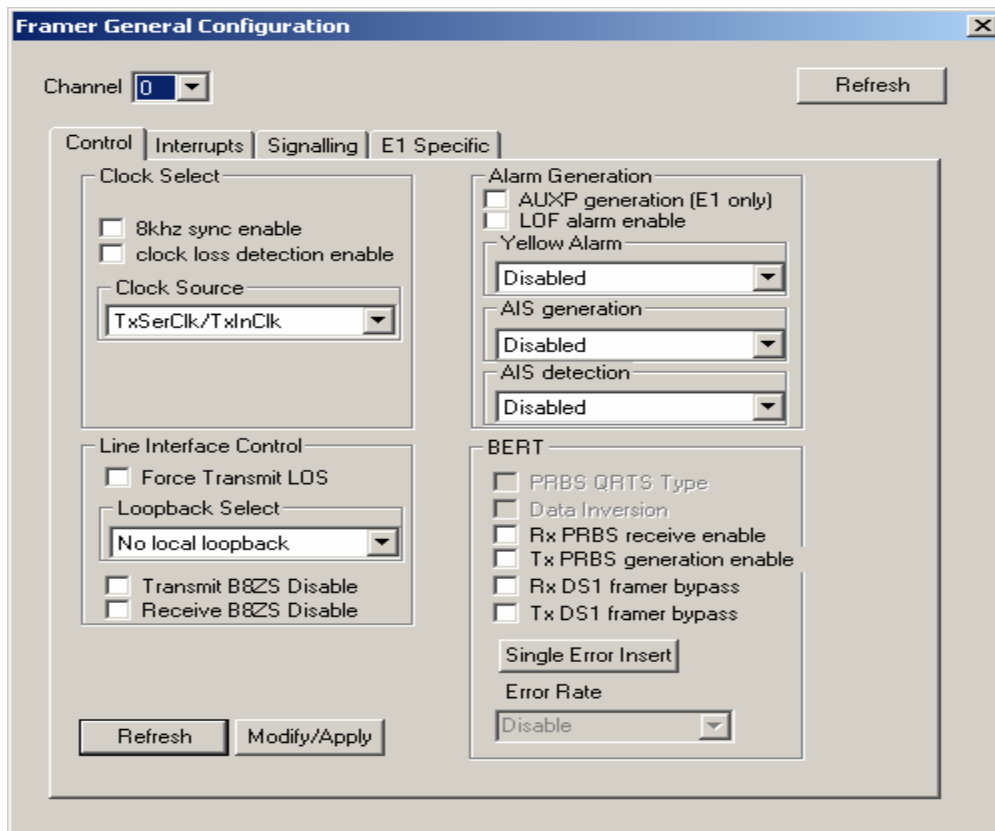 Framer General Configuration
Channel 0
Refresh
Control
Interrupts
Signalling
E1 Specific
Clock Select
8khz sync enable
clock loss detection enable
Clock Source
TxSerClk/TxInClk
Line Interface Control
Force Transmit LOS
Loopback Select
No local loopback
Transmit B8ZS Disable
Receive B8ZS Disable
Refresh
Modify/Apply
Alarm Generation
AUXP generation (E1 only)
LOF alarm enable
Yellow Alarm
Disabled
AIS generation
Disabled
AIS detection
Disabled
BERT
PRBS QRTS Type
Data Inversion
Rx PRBS receive enable
Tx PRBS generation enable
Rx DS1 framer bypass
Tx DS1 framer bypass
Single Error Insert
Error Rate
Disable